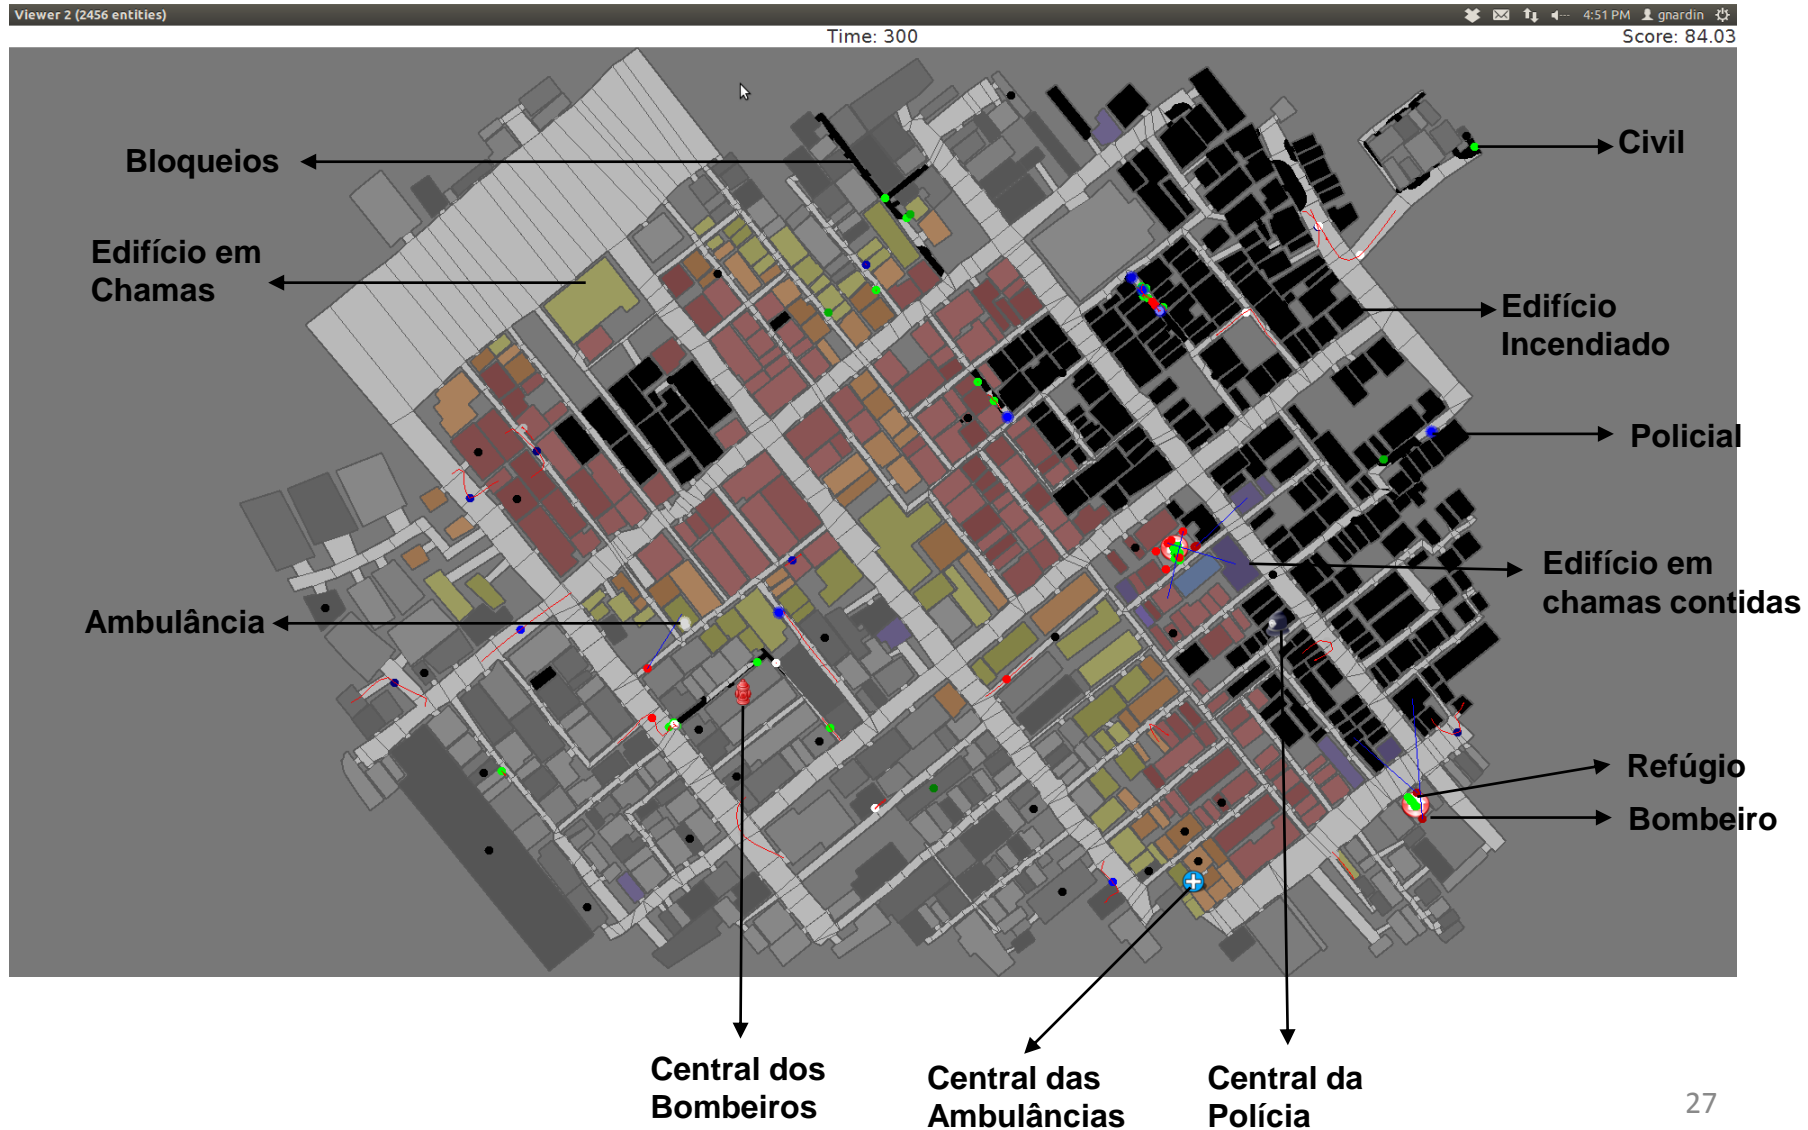 Viewer 2 (2456 entities)
4:51 PM gnardin
Time: 300
Score: 84.03
Bloqueios
Civil
Edifício em
Chamas
Edifício
Incendiado
Policial
Edifício em
chamas contidas
Ambulância
Refúgio
Bombeiro
Central dos
Bombeiros
Central das
Ambulâncias
Central da
Polícia
27